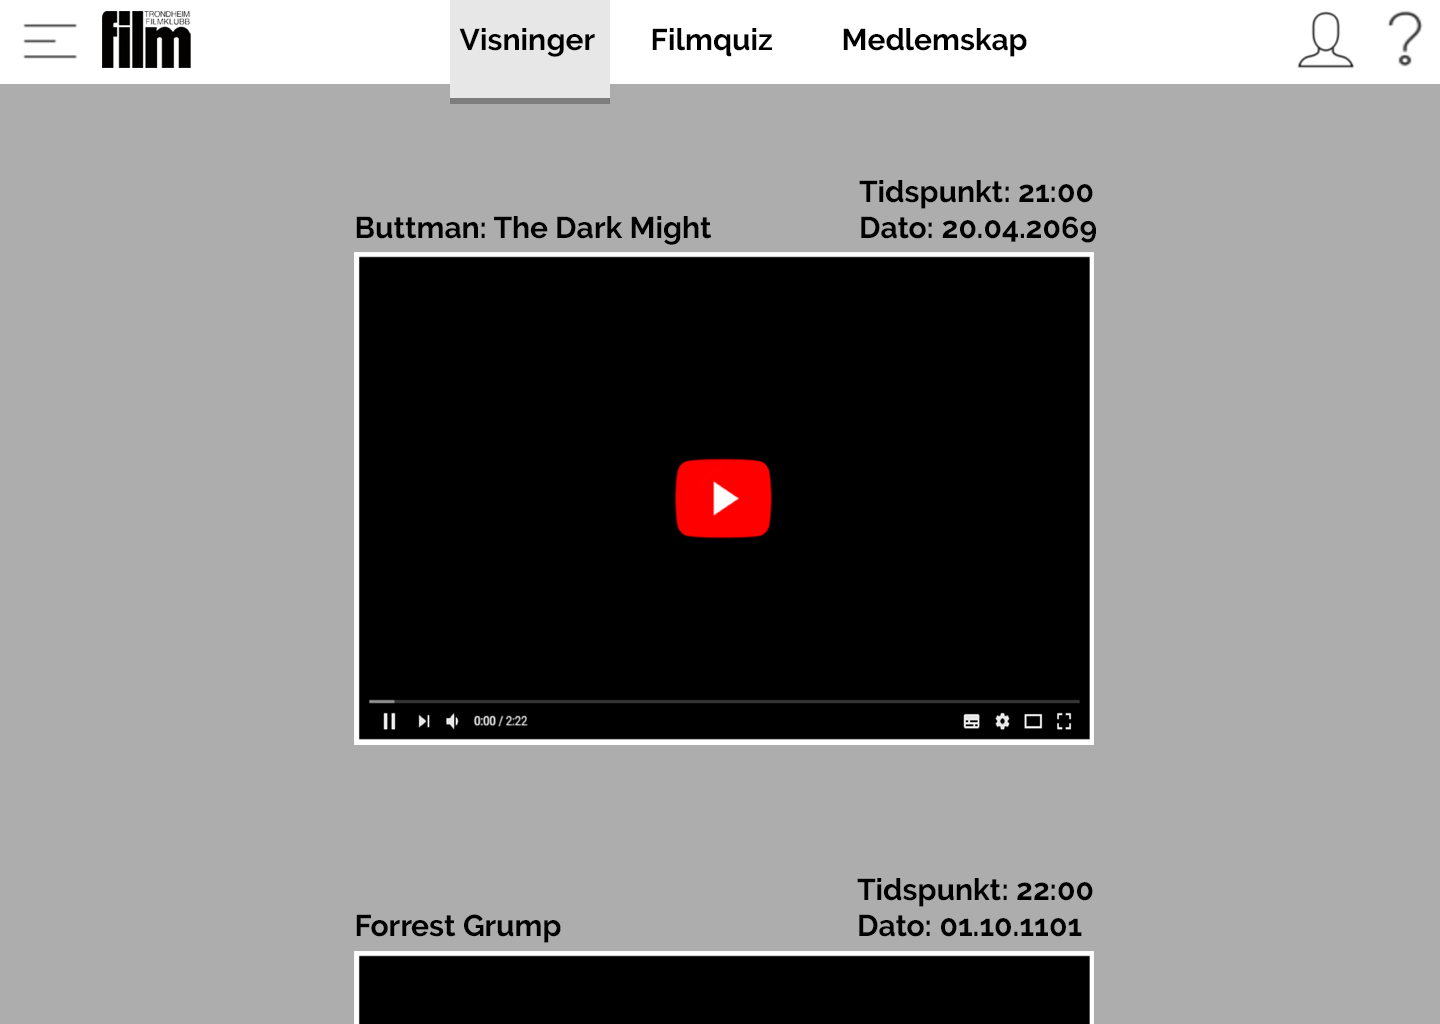 TRONDHEIM
FILMKLUBB
film
Visninger
Filmquiz
Medlemskap
Tidspunkt: 21:00
Buttman: The Dark Might
Dato: 20.04.2069
0:00 / 2:22
Tidspunkt: 22:00
Forrest Grump
Dato: 01.10.1101